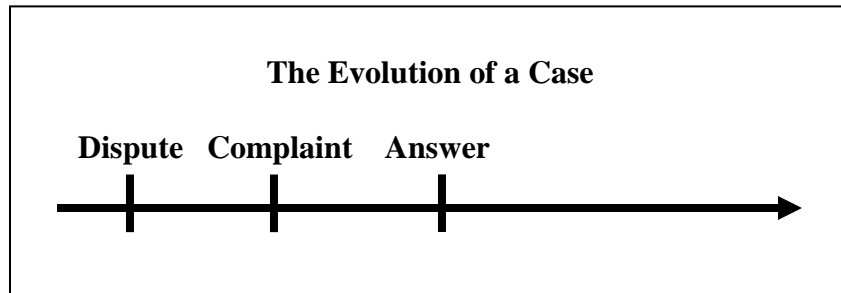 The Evolution of a Case
Dispute Complaint Answer